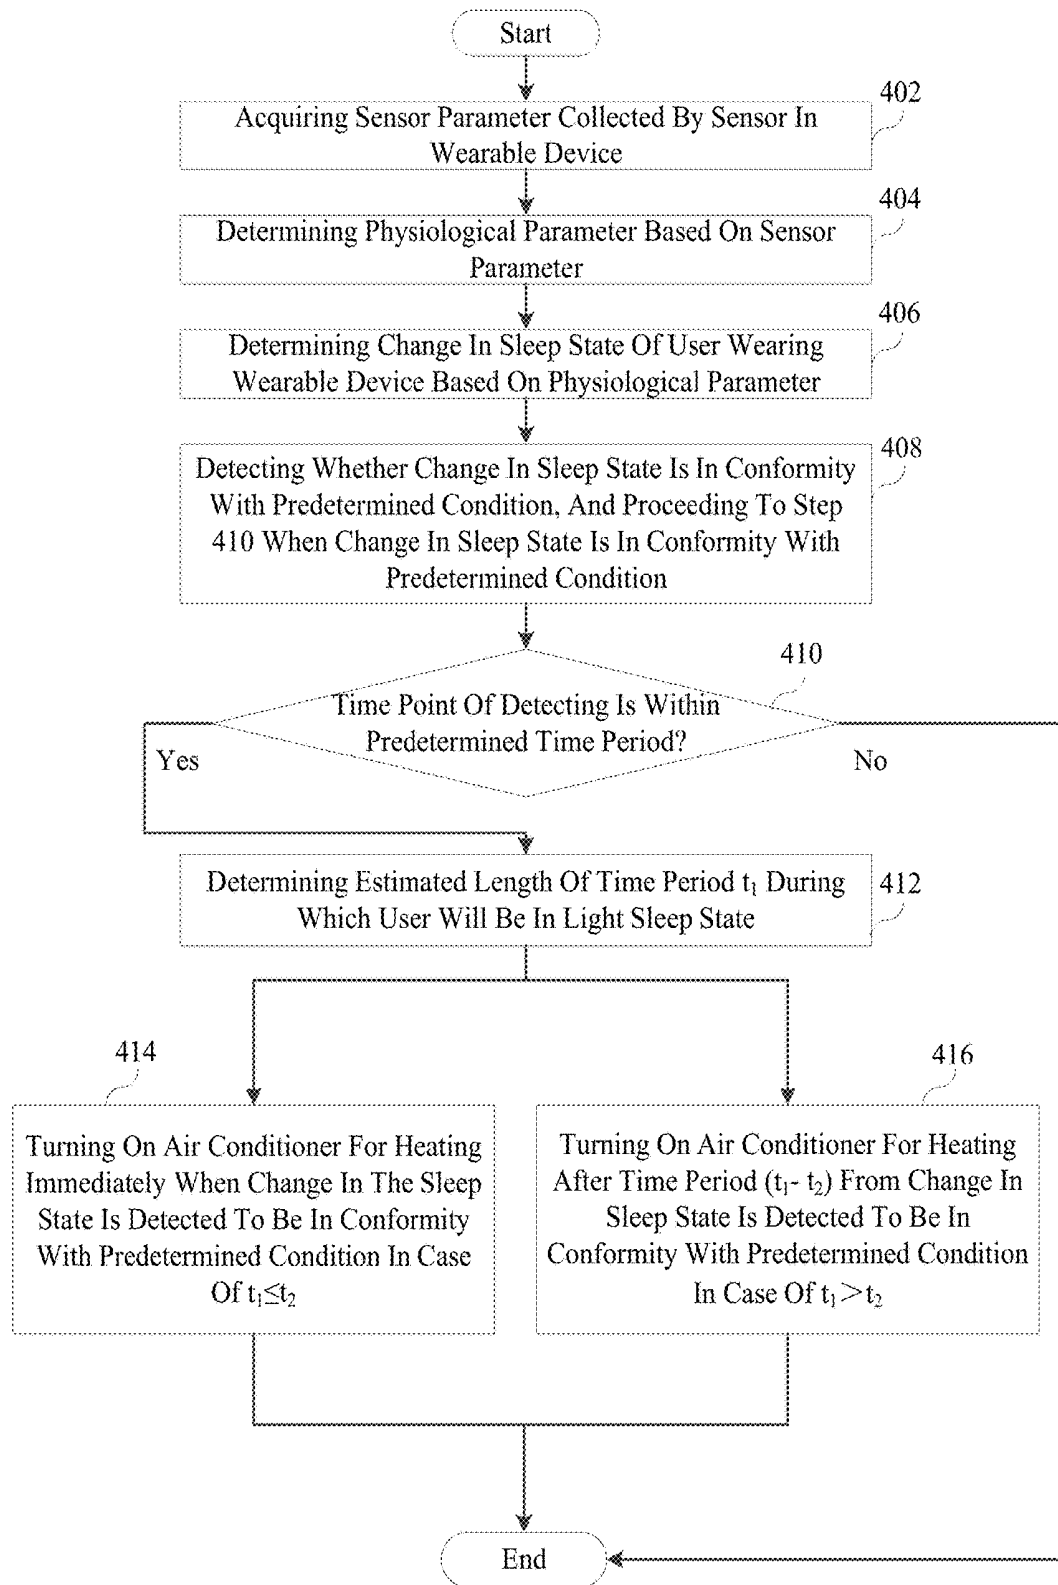 Start
402
Acquiring Sensor Parameter Collected By Sensor In
Wearable Device
404
Determining Physiological Parameter Based On Sensor
Parameter
406
Determining Change In Sleep State Of User Wearing
Wearable Device Based On Physiological Parameter
408
Detecting Whether Change In Sleep State Is In Conformity
With Predetermined Condition, And Proceeding To Step
410 When Change In Sleep State Is In Conformity With
Predetermined Condition
410
Time Point Of Detecting Is Within
Predetermined Time Period?
Yes
No
412
Determining Estimated Length Of Time Period t₁ During
Which User Will Be In Light Sleep State
414
Turning On Air Conditioner For Heating
Immediately When Change In The Sleep
State Is Detected To Be In Conformity
With Predetermined Condition In Case
Of t₁≤t₂
416
Turning On Air Conditioner For Heating
After Time Period (t₁- t₂) From Change In
Sleep State Is Detected To Be In
Conformity With Predetermined Condition
In Case Of t₁>t₂
End